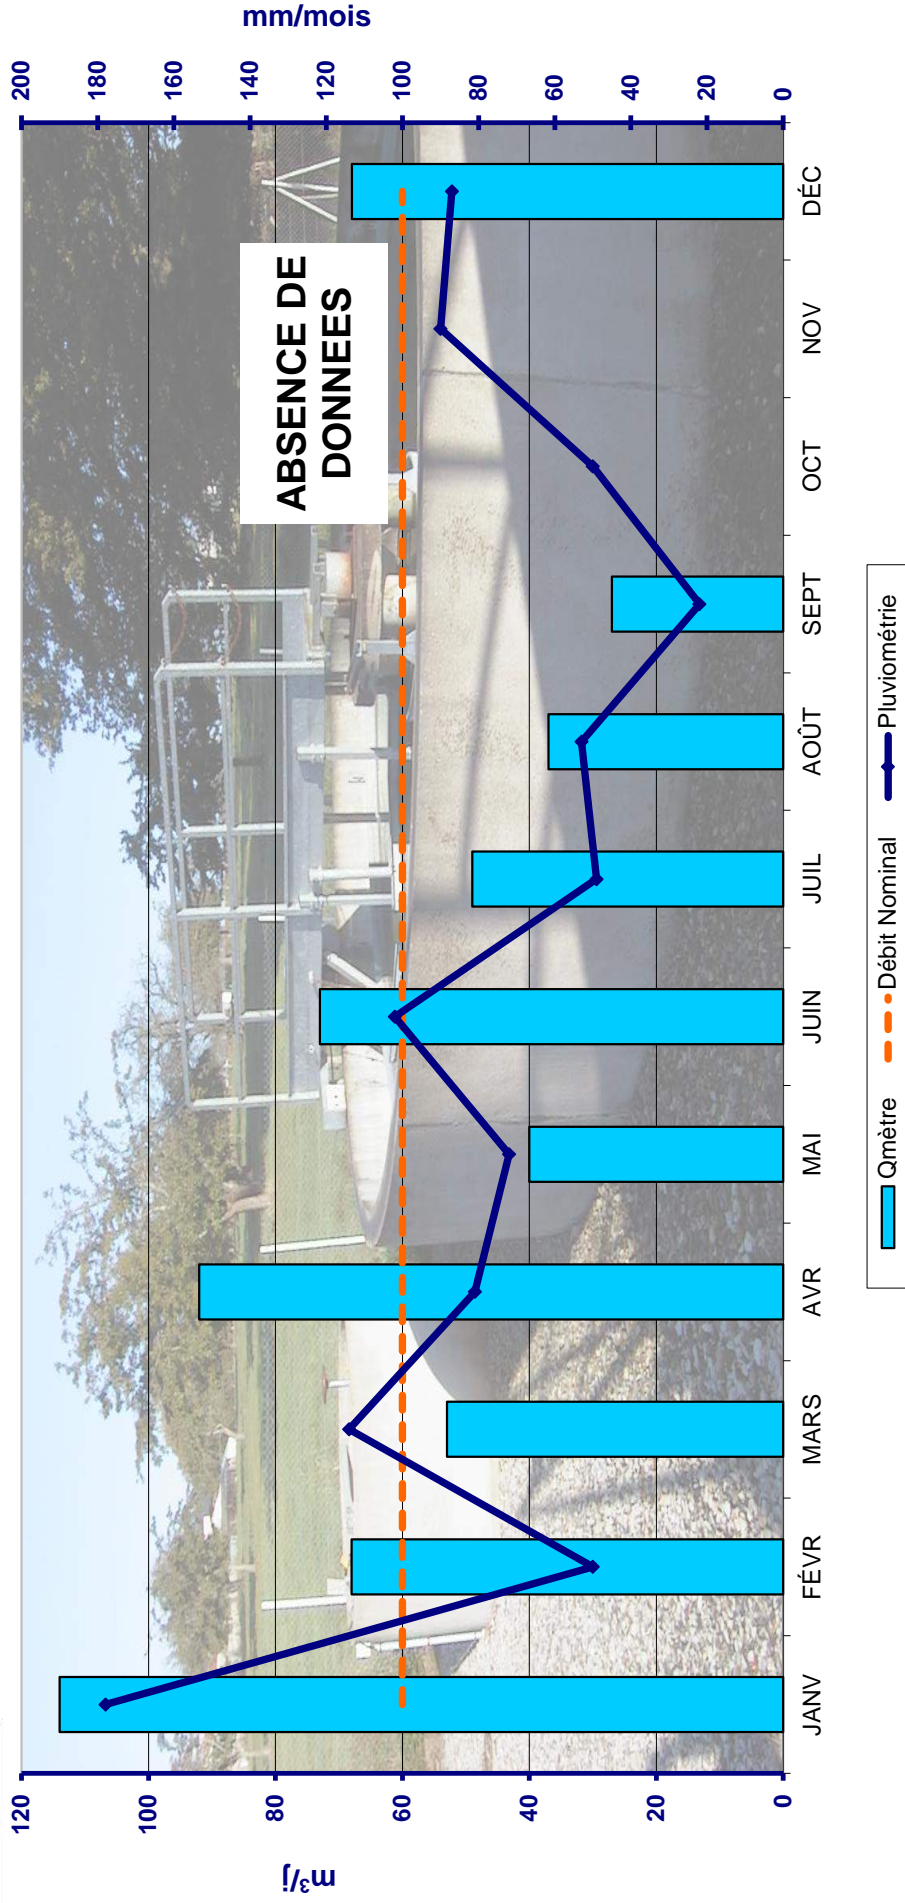 mm/mois
200
180
160
140
120
100
80
60
40
20
0
ABSENCE DE
DONNEES
120
100
80
60
40
20
0
m³/j
JANV
FÉVR
MARS
AVR
MAI
JUIN
JUIL
AOÛT
SEPT
OCT
NOV
DÉC
Qmètre
Débit Nominal
Pluviométrie